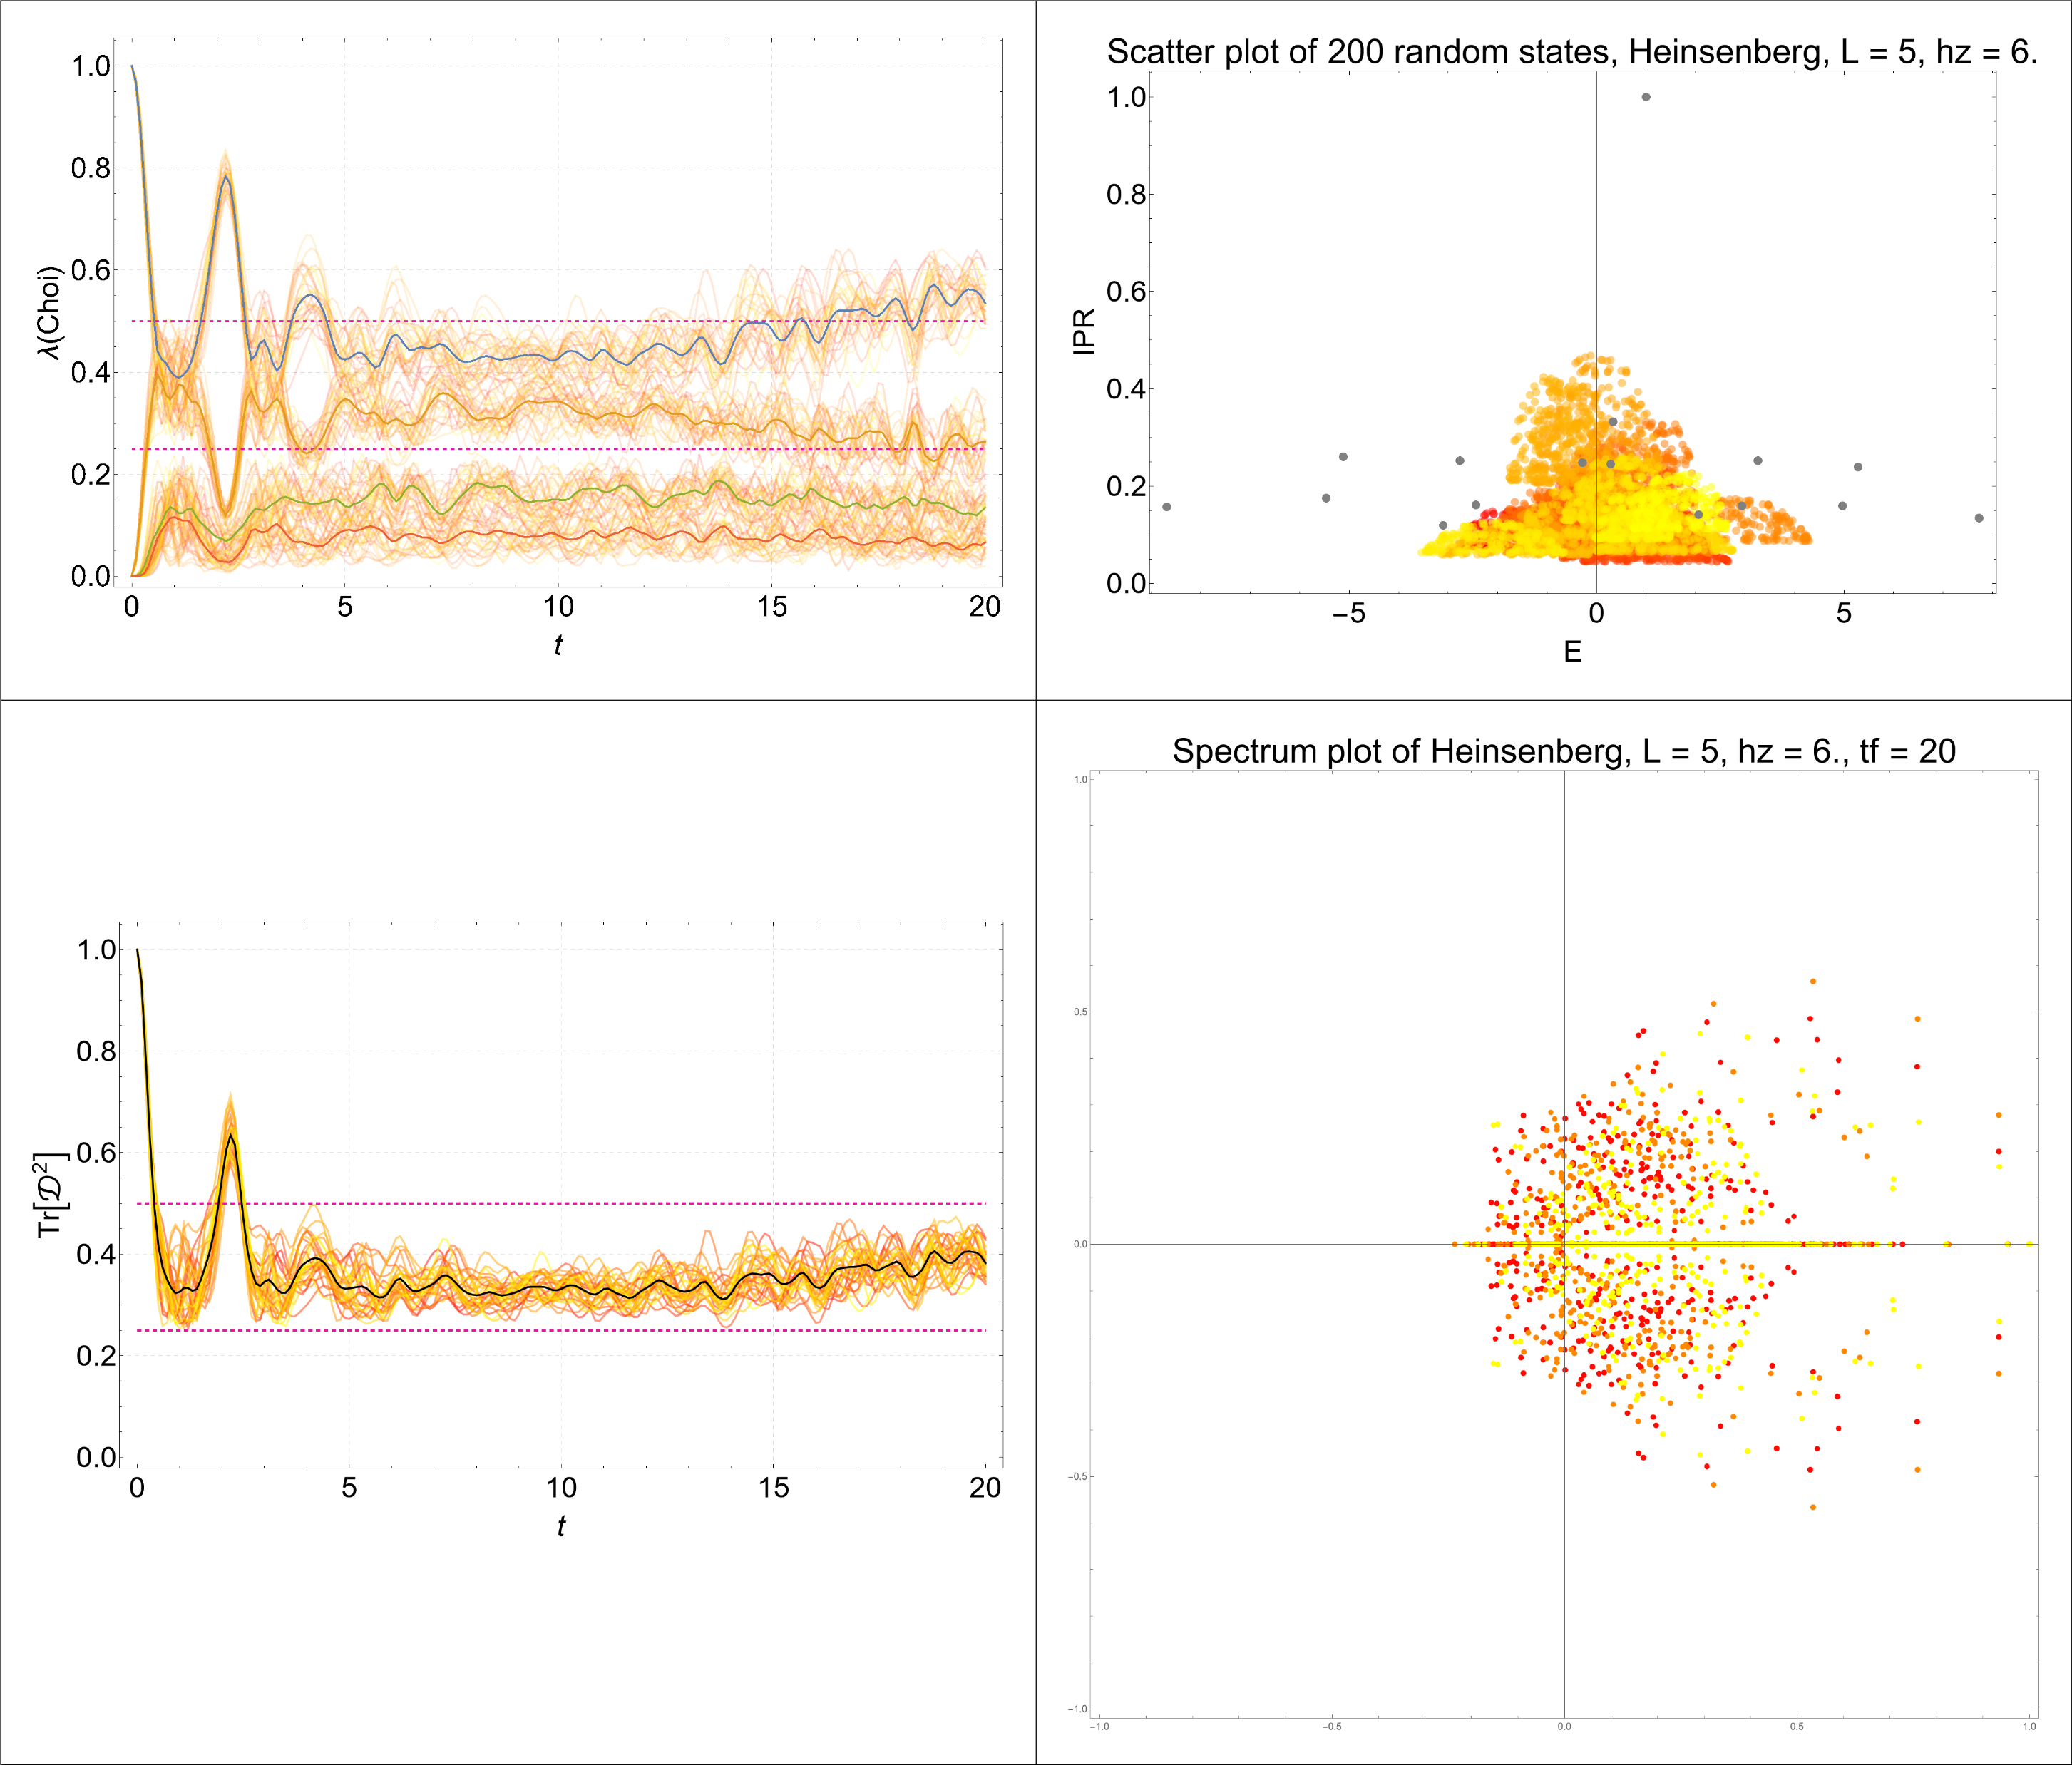 1.0
0.8
0.6
0.4
0.2
0.0
λ(Choi)
0 5 10 15 20
t
Scatter plot of 200 random states, Heinsenberg, L = 5, hz = 6.
1.0
0.8
0.6
0.4
0.2
0.0
IPR
−5 0 5
E
1.0
0.8
0.6
0.4
0.2
0.0
Tr[𝒟²]
0 5 10 15 20
t
Spectrum plot of Heinsenberg, L = 5, hz = 6., tf = 20
1.0
0.5
0.0
−0.5
−1.0
−1.0 −0.5 0.0 0.5 1.0